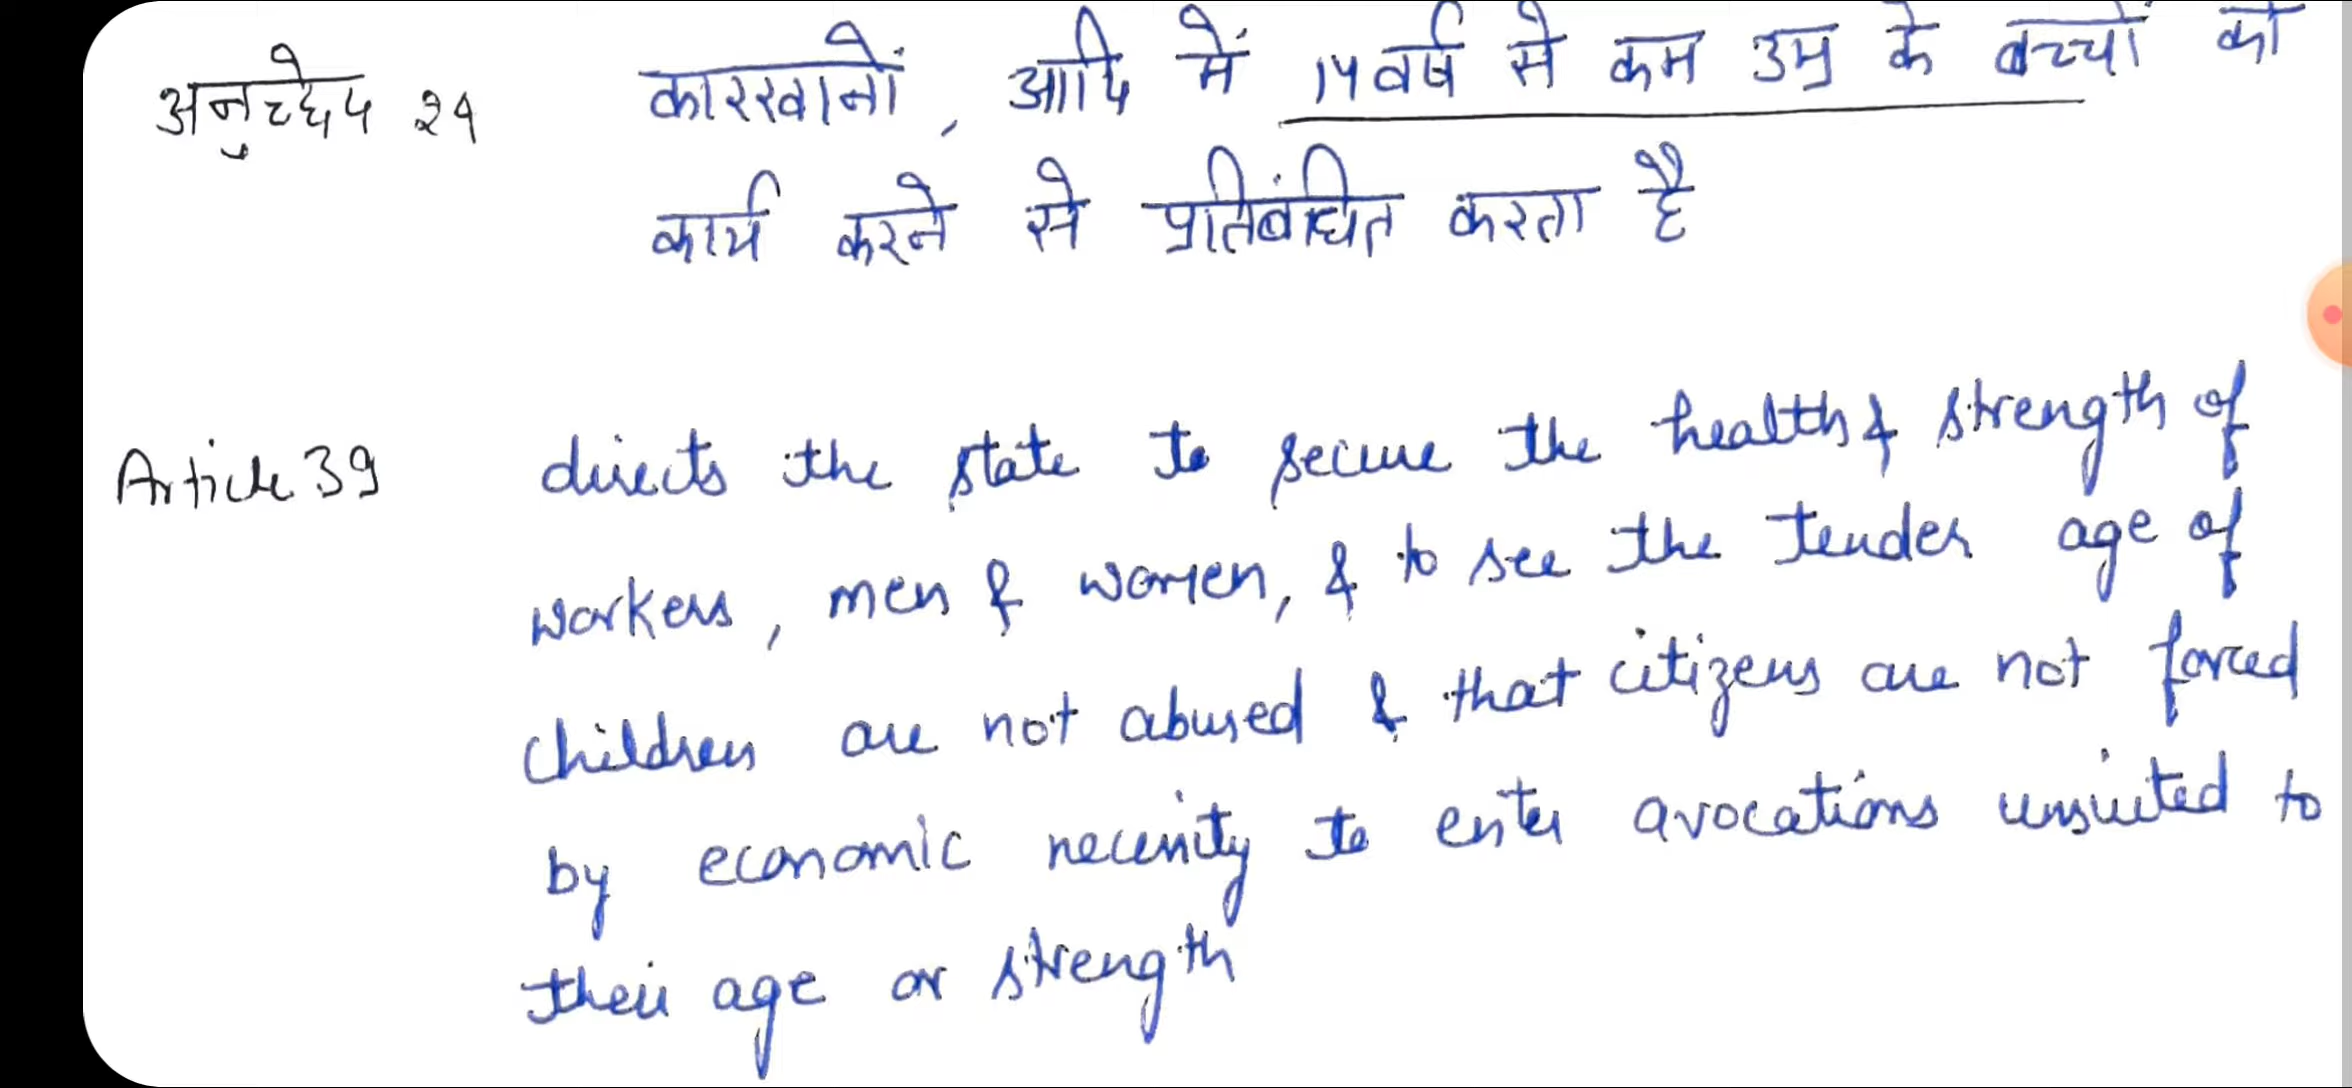 अनुच्छेद २४ कारखानों, आदि में 14 वर्ष से कम उम्र के बच्चों को
कार्य करने से प्रतिबंधित करता है
Article 39 directs the state to secure the health & strength of
workers, men & women, & to see the tender age of
children are not abused & that citizens are not forced
by economic necessity to enter avocations unsuited to
their age or strength